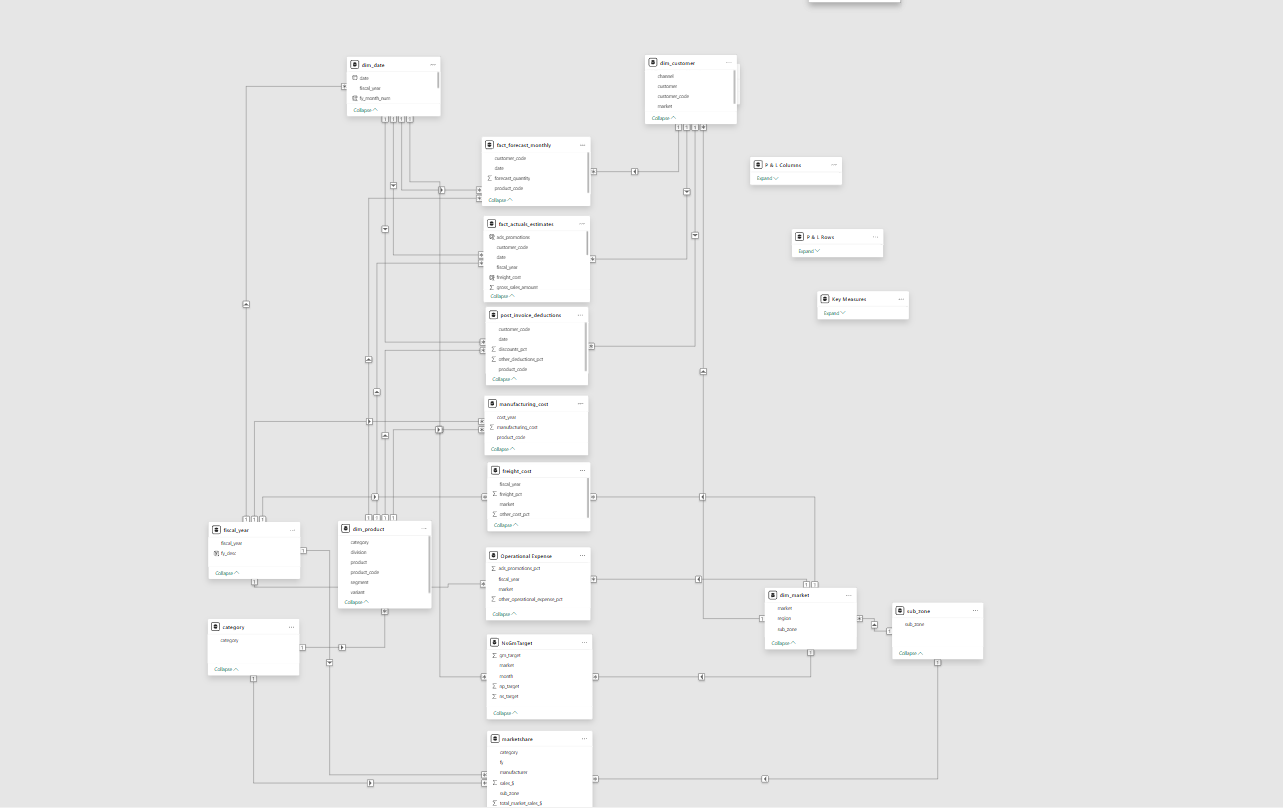 dim_date
date
fiscal_year
fy_month_num
Collapse
dim_customer
channel
customer
customer_code
market
Collapse
fact_forecast_monthly
customer_code
date
forecast_quantity
product_code
Collapse
P & L Columns
Expand
fact_actuals_estimates
ads_promotions
customer_code
date
fiscal_year
freight_cost
gross_sales_amount
Collapse
P & L Rows
Expand
Key Measures
Expand
post_invoice_deductions
customer_code
date
discounts_pct
other_deductions_pct
product_code
Collapse
manufacturing_cost
cost_year
manufacturing_cost
product_code
Collapse
freight_cost
fiscal_year
freight_pct
market
other_cost_pct
Collapse
fiscal_year
fiscal_year
fy_desc
Collapse
dim_product
category
division
product
product_code
segment
variant
Collapse
Operational Expense
ads_promotions_pct
fiscal_year
market
other_operational_expense_pct
Collapse
dim_market
market
region
sub_zone
Collapse
sub_zone
sub_zone
Collapse
category
category
Collapse
NsGmTarget
gm_target
market
month
np_target
ns_target
Collapse
marketshare
category
fy
manufacturer
sales_$
sub_zone
total_market_sales_$